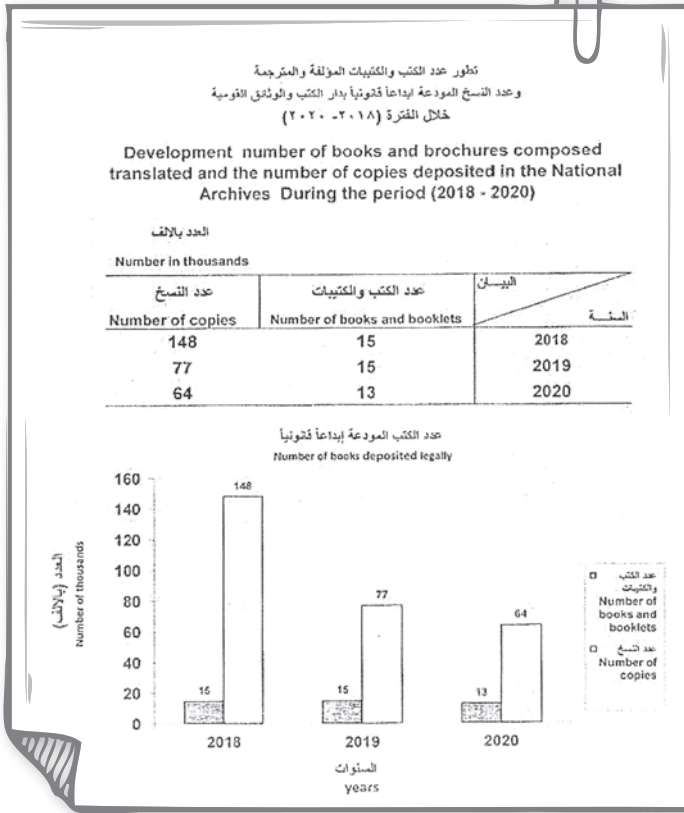 تطور عدد الكتب والكتيبات المؤلفة والمترجمة
وعدد النسخ المودعة ايداعاً قانونياً بدار الكتب والوثائق القومية
خلال الفترة (٢٠١٨- ٢٠٢٠)
Development number of books and brochures composed
translated and the number of copies deposited in the National
Archives During the period (2018 - 2020)
العدد بالالف
Number in thousands
عدد النسخ عدد الكتب والكتيبات البيـــان
Number of copies Number of books and booklets السنـــة
148 15 2018
77 15 2019
64 13 2020
عدد الكتب المودعة إيداعاً قانونياً
Number of books deposited legally
العدد (بالالف)
Number of thousands
160
140
120
100
80
60
40
20
0
15 148
15 77
13 64
2018 2019 2020
السنوات
years
عدد الكتب
والكتيبات
Number of
books and
booklets
عدد النسخ
Number of
copies